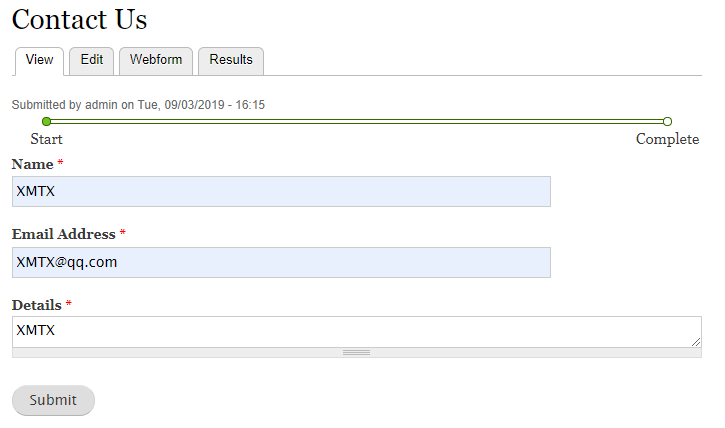 Contact Us
View Edit Webform Results
Submitted by admin on Tue, 09/03/2019 - 16:15
Start Complete
Name *
XMTX
Email Address *
XMTX@qq.com
Details *
XMTX
Submit